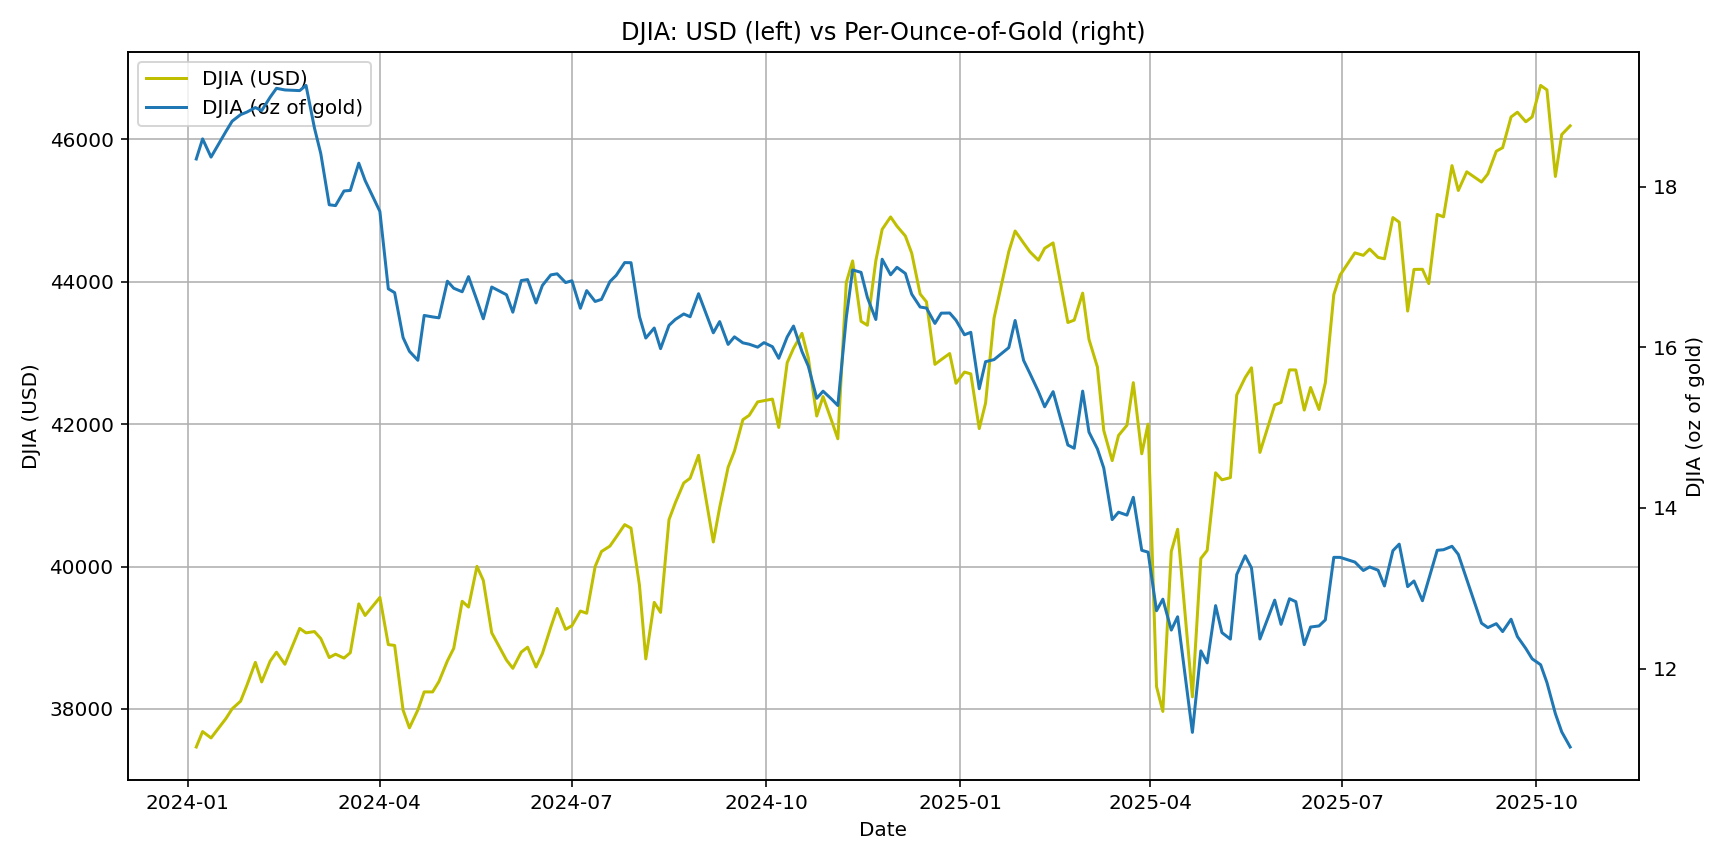 DJIA: USD (left) vs Per-Ounce-of-Gold (right)
DJIA (USD)
DJIA (oz of gold)
46000
44000
42000
40000
38000
DJIA (USD)
18
16
14
12
DJIA (oz of gold)
2024-01 2024-04 2024-07 2024-10 2025-01 2025-04 2025-07 2025-10
Date